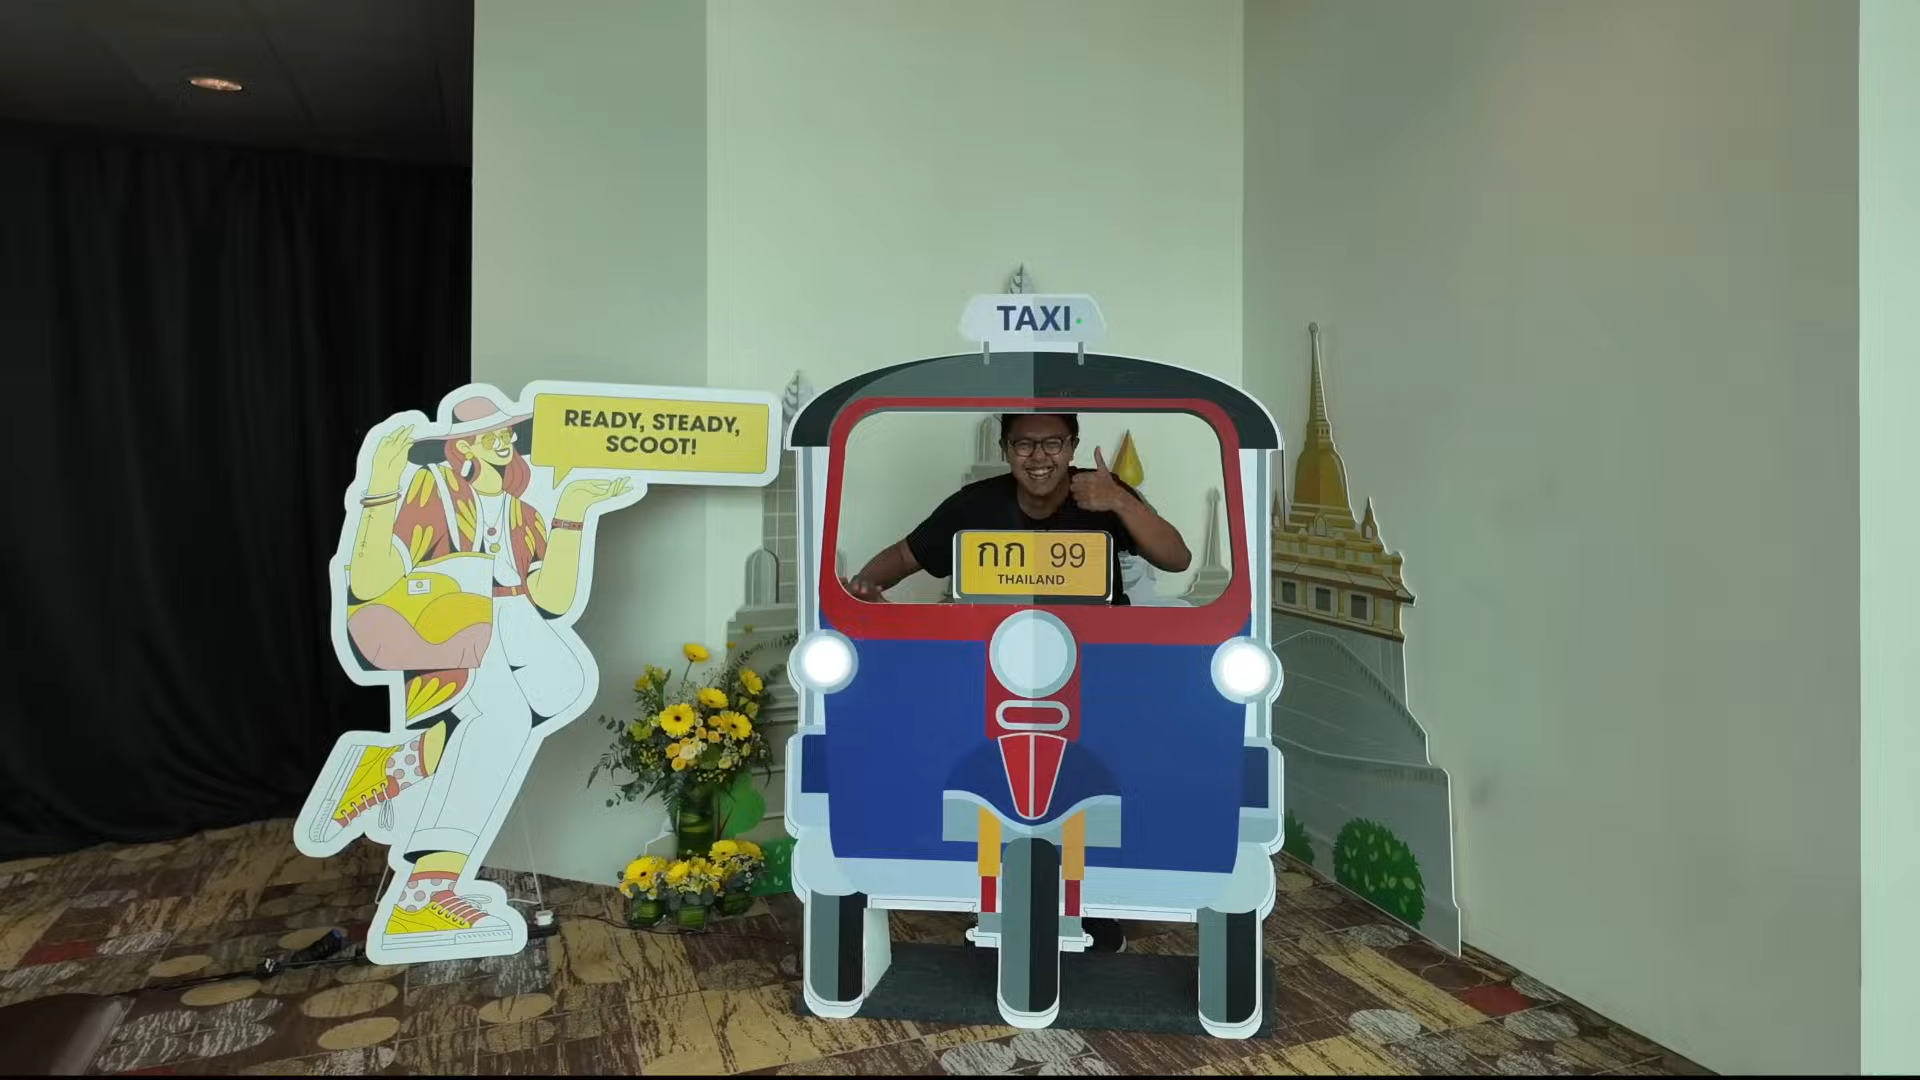 TAXI
READY, STEADY,
SCOOT!
กก 99
THAILAND